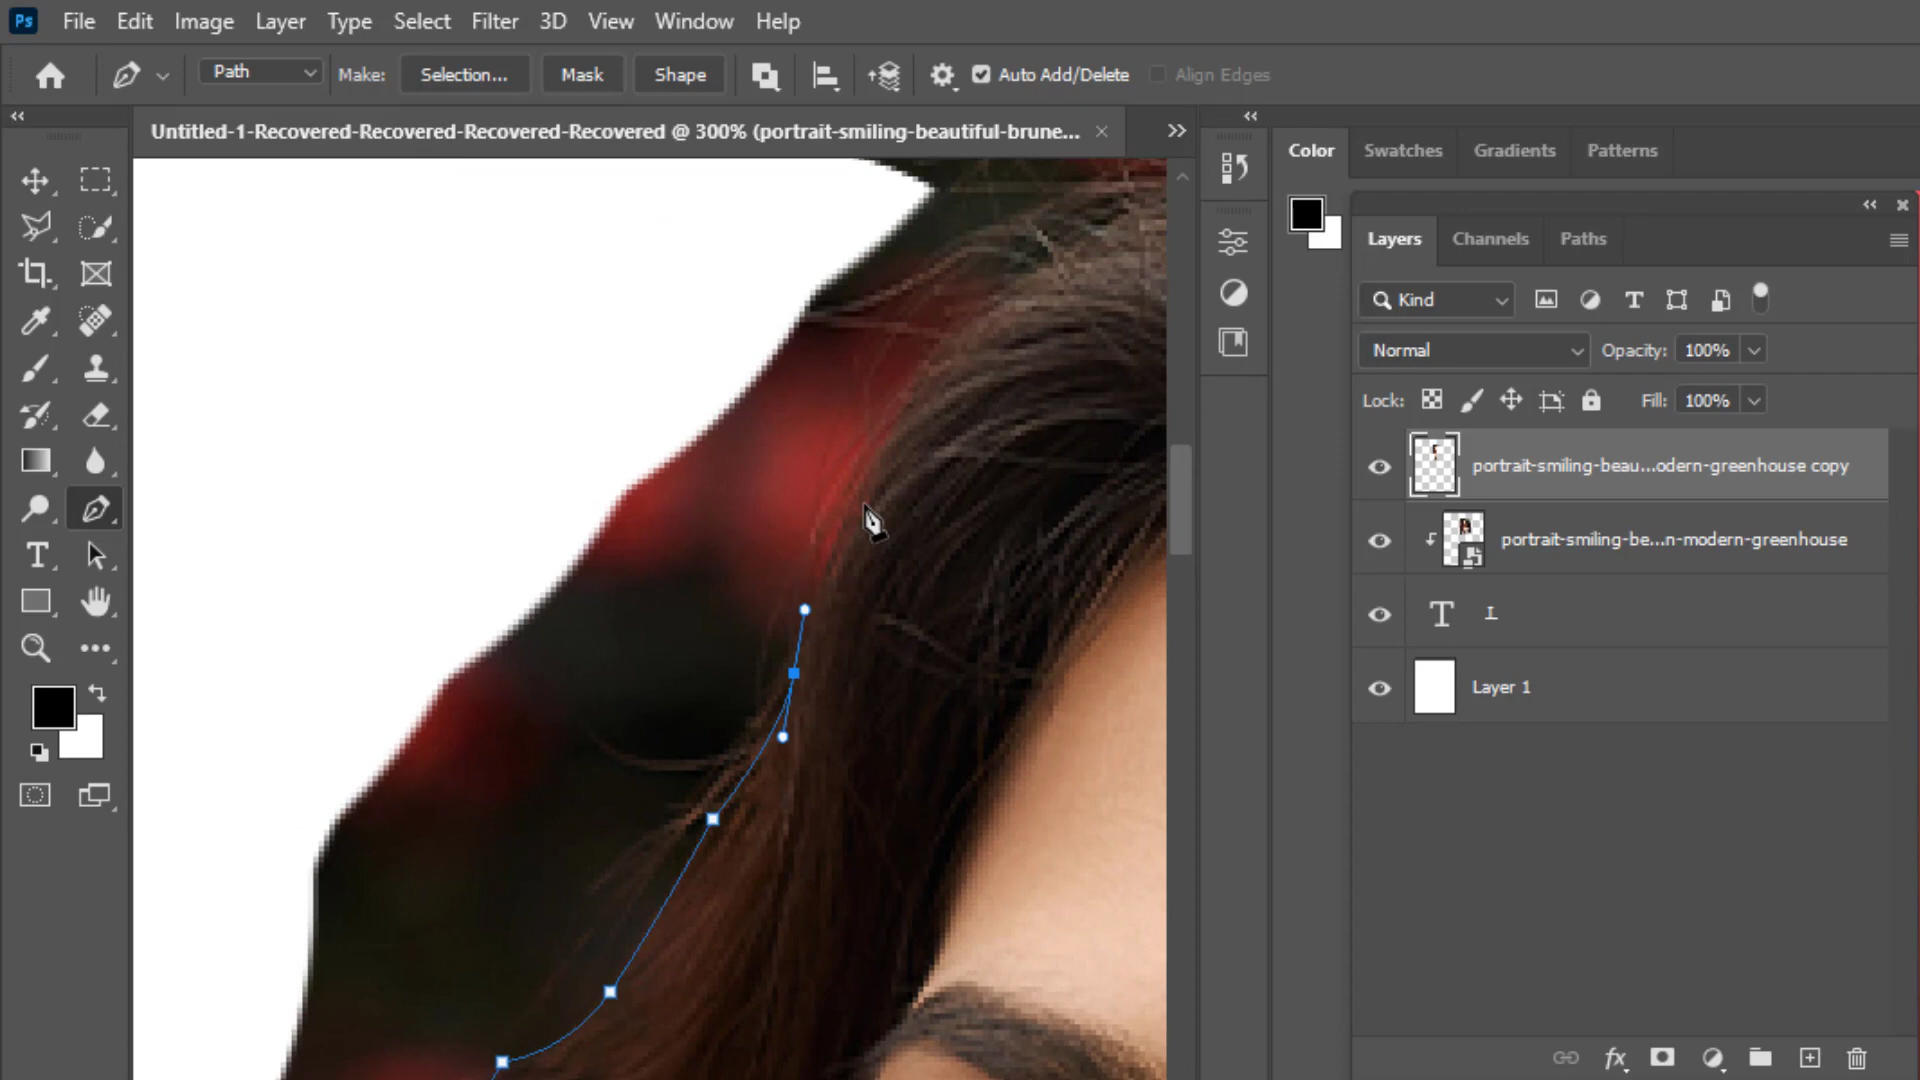 Ps File Edit Image Layer Type Select Filter 3D View Window Help
Path Make: Selection... Mask Shape Auto Add/Delete Align Edges
Untitled-1-Recovered-Recovered-Recovered-Recovered @ 300% (portrait-smiling-beautiful-brune... ×
Color Swatches Gradients Patterns
Layers Channels Paths
Kind
Normal Opacity: 100%
Lock: Fill: 100%
portrait-smiling-beau...odern-greenhouse copy
portrait-smiling-be...n-modern-greenhouse
I
Layer 1
fx